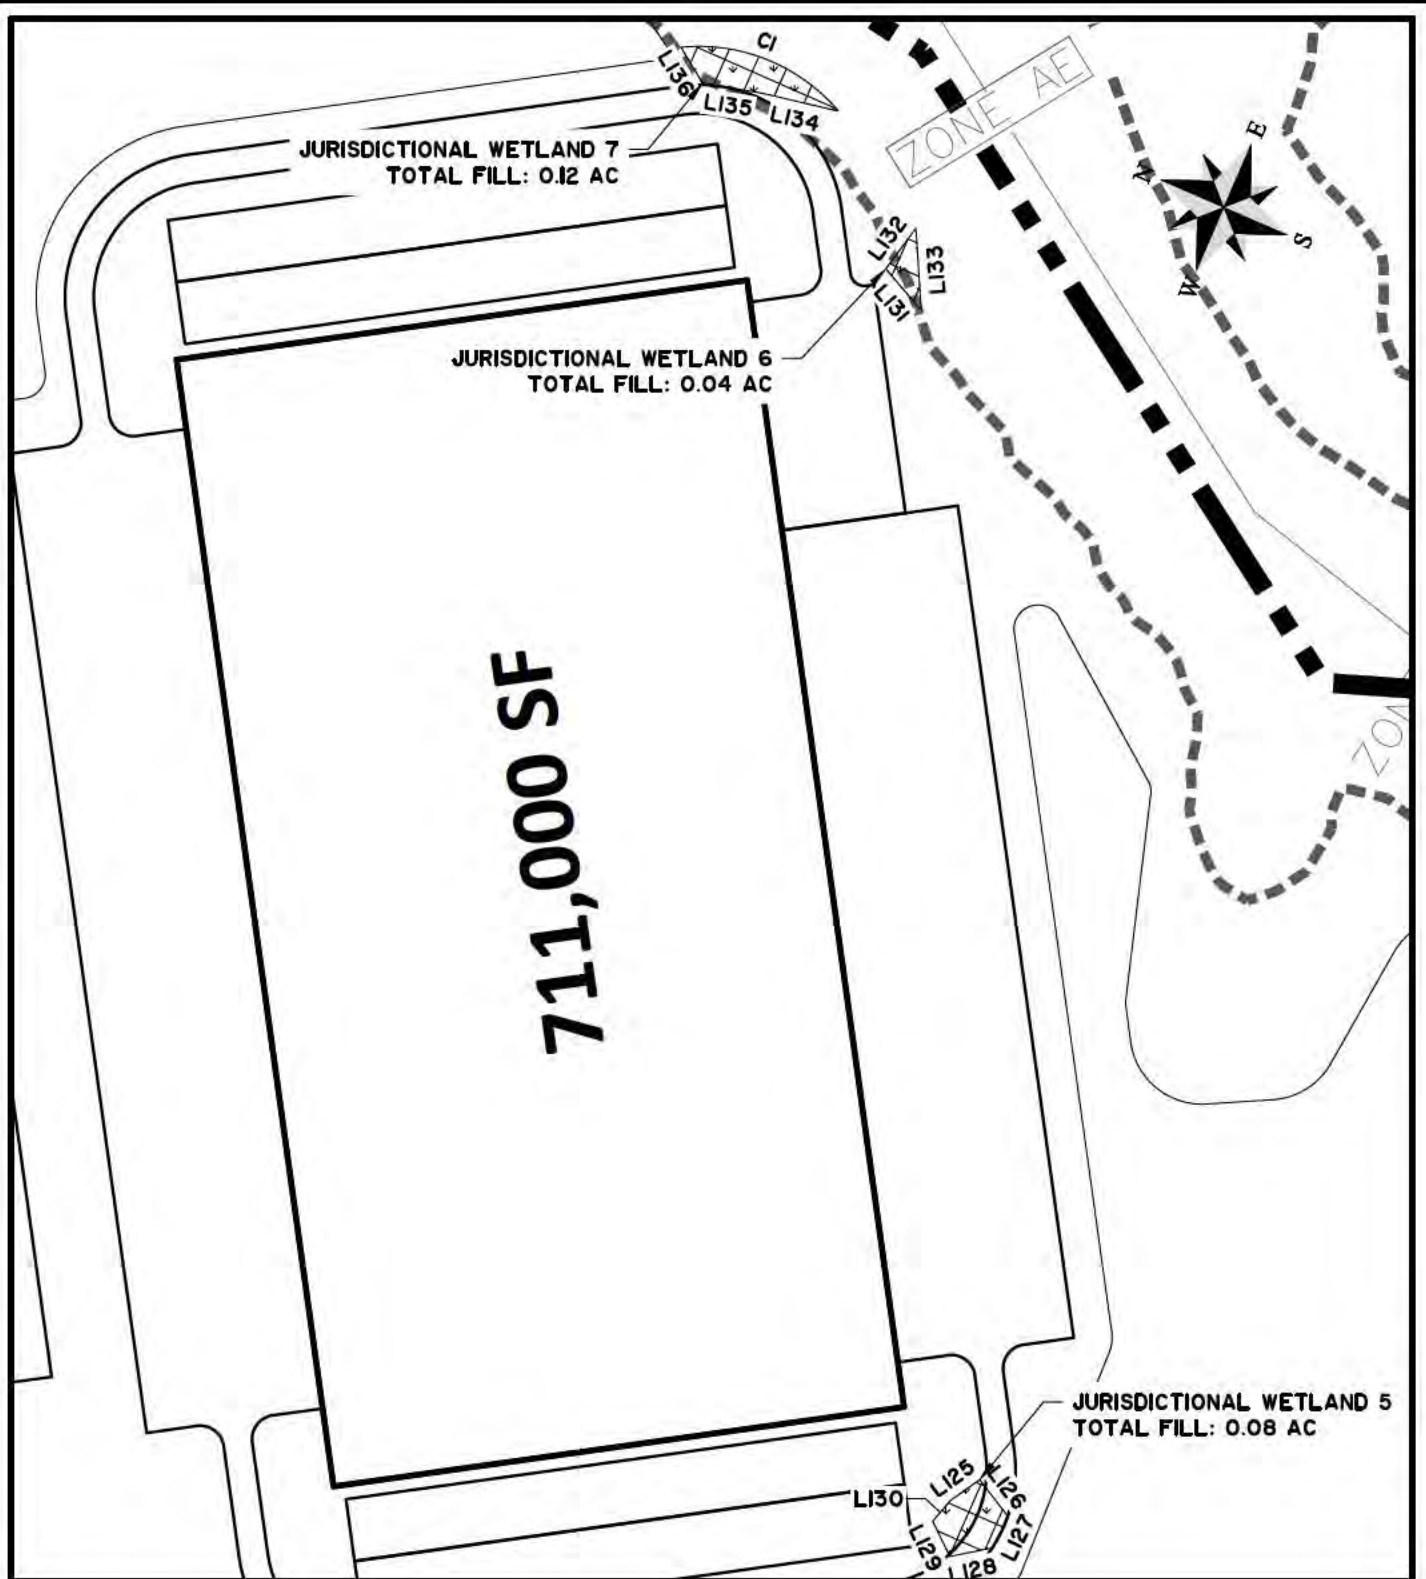 C1
L136
L135
L134
ZONE AE
JURISDICTIONAL WETLAND 7
TOTAL FILL: 0.12 AC
E
N
S
W
L132
L133
L131
JURISDICTIONAL WETLAND 6
TOTAL FILL: 0.04 AC
711,000 SF
ZON
JURISDICTIONAL WETLAND 5
TOTAL FILL: 0.08 AC
L125
L126
L130
L127
L129
L128